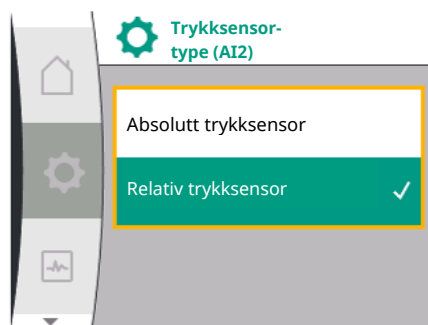 Trykksensor-
type (AI2)
Absolutt trykksensor
Relativ trykksensor